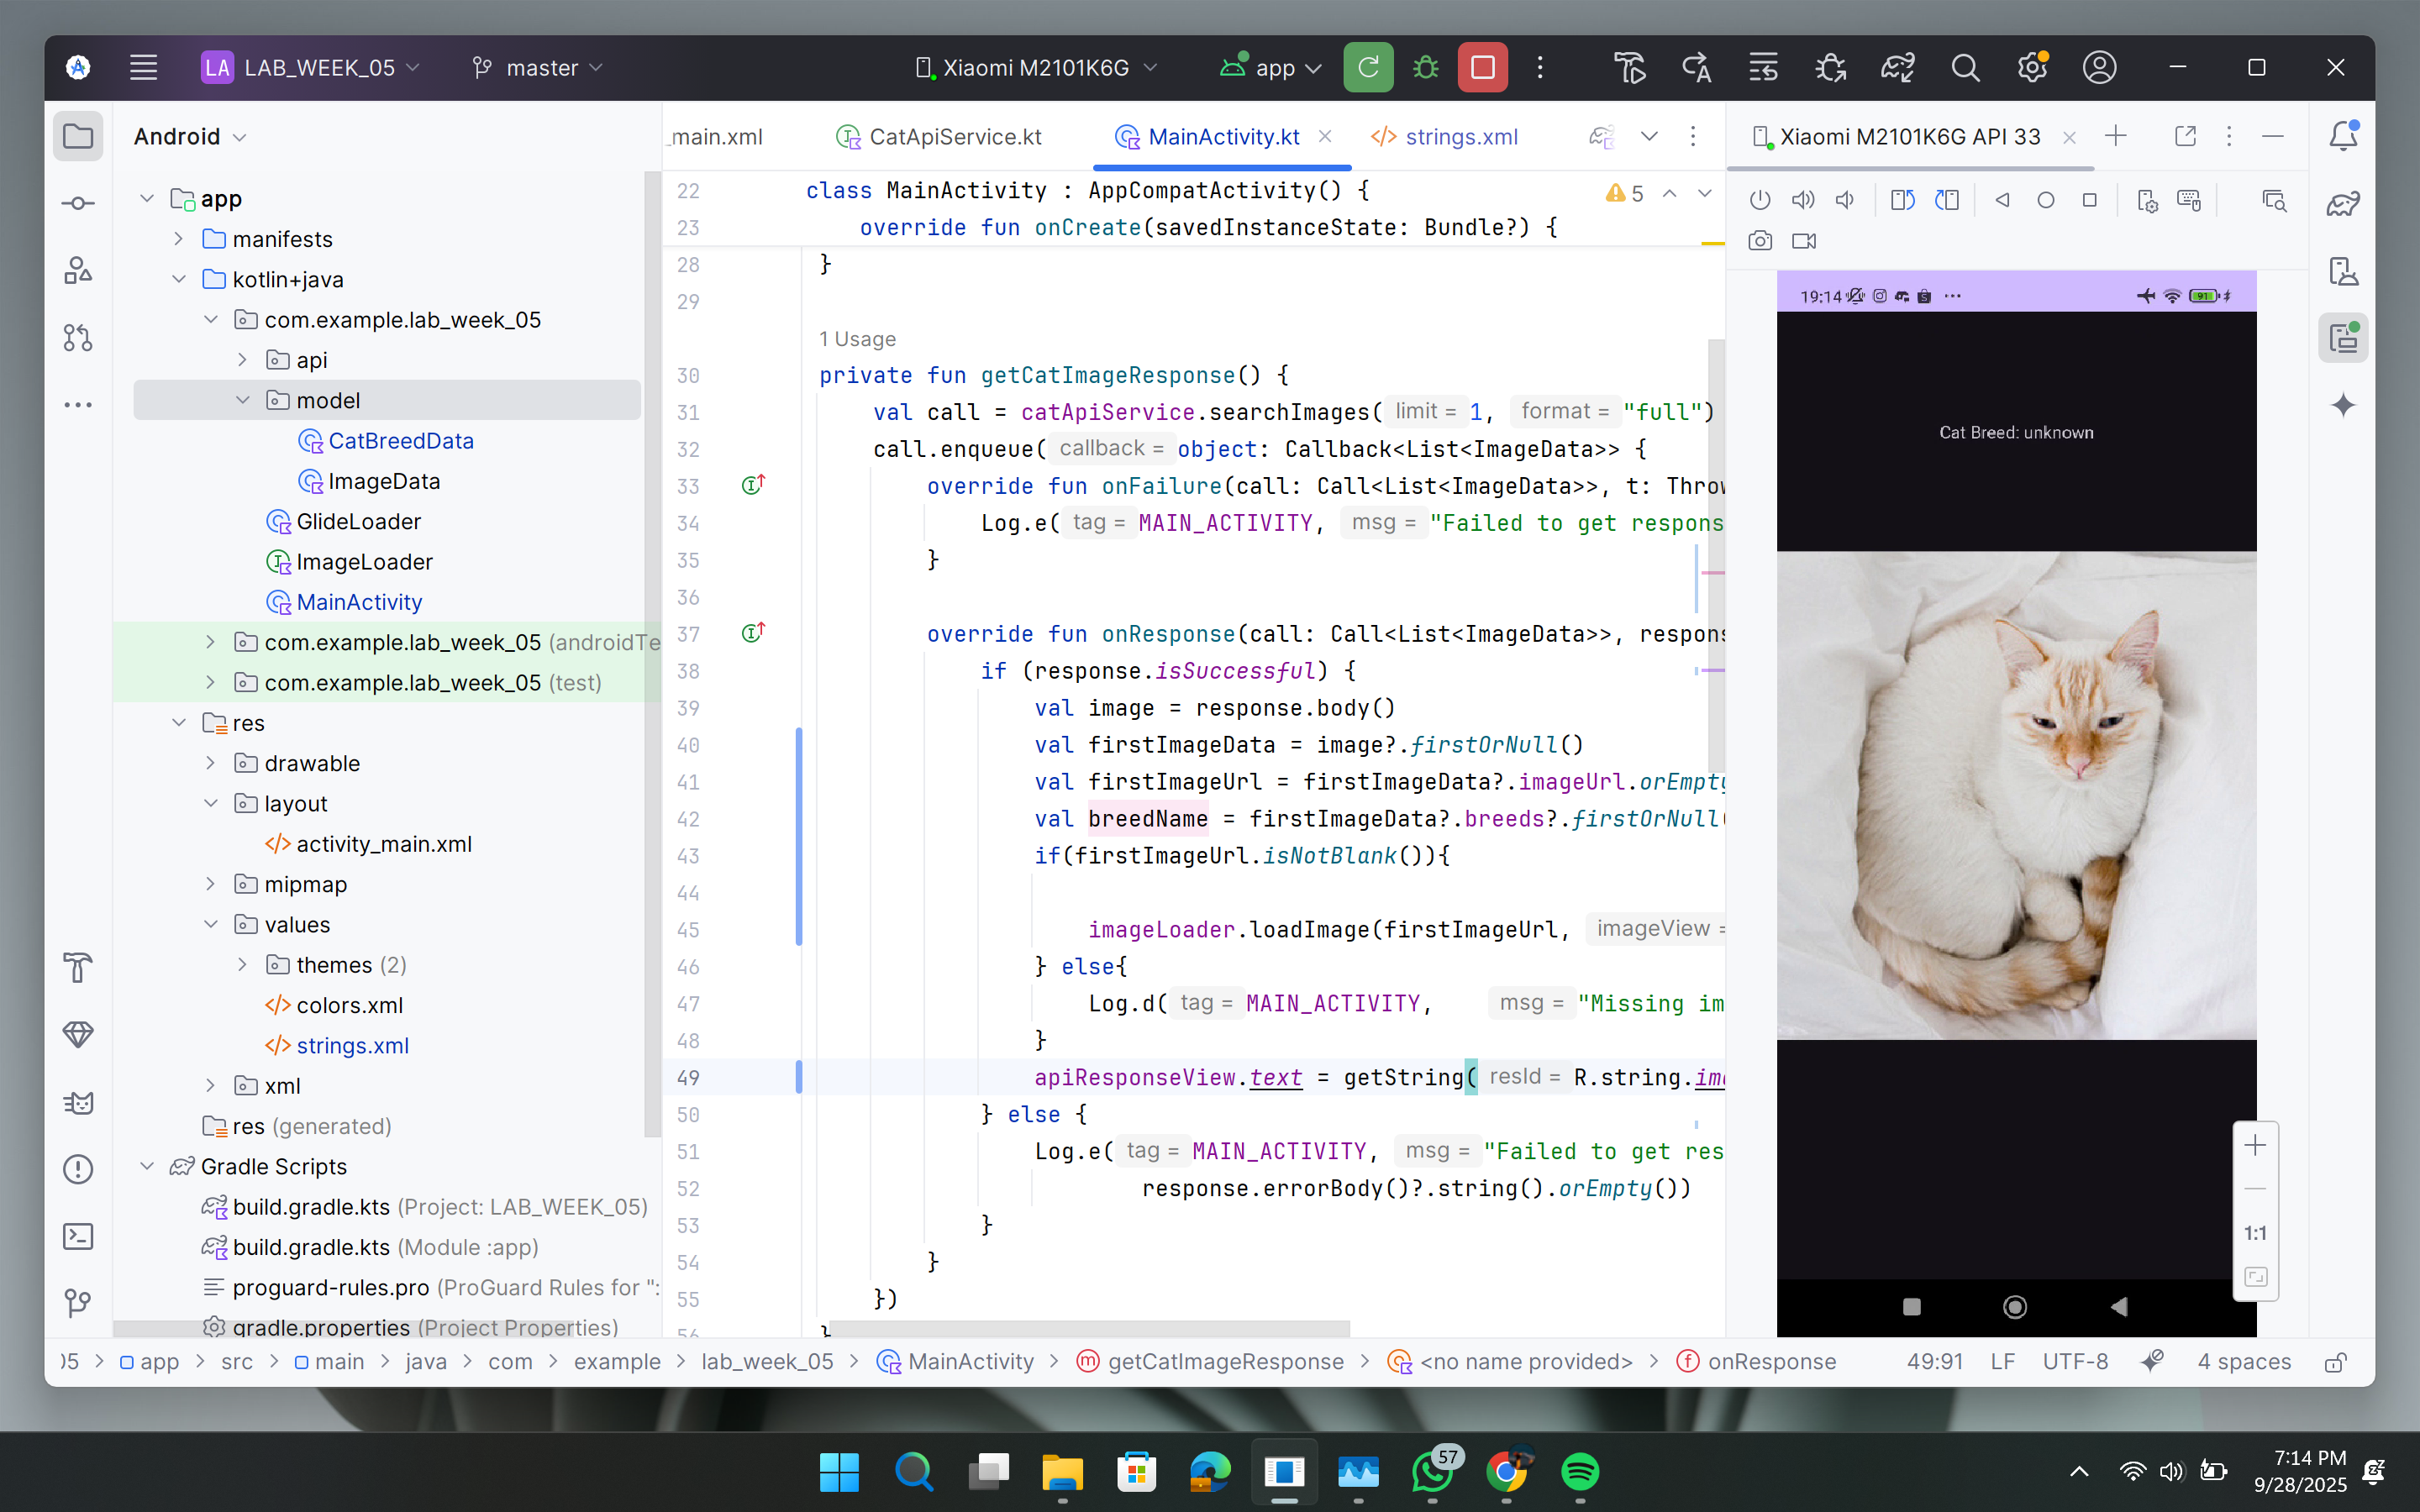 LA LAB_WEEK_05 master Xiaomi M2101K6G app
Android
app
manifests
kotlin+java
com.example.lab_week_05
api
model
CatBreedData
ImageData
GlideLoader
ImageLoader
MainActivity
com.example.lab_week_05 (androidTe
com.example.lab_week_05 (test)
res
drawable
layout
activity_main.xml
mipmap
values
themes (2)
colors.xml
strings.xml
xml
res (generated)
Gradle Scripts
build.gradle.kts (Project: LAB_WEEK_05)
build.gradle.kts (Module :app)
proguard-rules.pro (ProGuard Rules for ":
gradle.properties (Project Properties)
_main.xml CatApiService.kt MainActivity.kt strings.xml
22 class MainActivity : AppCompatActivity() {
5
23 override fun onCreate(savedInstanceState: Bundle?) {
28 }
29
1 Usage
30 private fun getCatImageResponse() {
31 val call = catApiService.searchImages( limit = 1, format = "full")
32 call.enqueue( callback = object: Callback<List<ImageData>> {
33 override fun onFailure(call: Call<List<ImageData>>, t: Throw
34 Log.e( tag = MAIN_ACTIVITY, msg = "Failed to get respons
35 }
36
37 override fun onResponse(call: Call<List<ImageData>>, respons
38 if (response.isSuccessful) {
39 val image = response.body()
40 val firstImageData = image?.firstOrNull()
41 val firstImageUrl = firstImageData?.imageUrl.orEmpty
42 val breedName = firstImageData?.breeds?.firstOrNull(
43 if(firstImageUrl.isNotBlank()){
44
45 imageLoader.loadImage(firstImageUrl, imageView =
46 } else{
47 Log.d( tag = MAIN_ACTIVITY, msg = "Missing im
48 }
49 apiResponseView.text = getString( resId = R.string.ima
50 } else {
51 Log.e( tag = MAIN_ACTIVITY, msg = "Failed to get res
52 response.errorBody()?.string().orEmpty())
53 }
54 }
55 })
56 }
Xiaomi M2101K6G API 33
19:14 91
Cat Breed: unknown
1:1
05 > app > src > main > java > com > example > lab_week_05 > MainActivity > getCatImageResponse > <no name provided> > onResponse 49:91 LF UTF-8 4 spaces
57
7:14 PM
9/28/2025